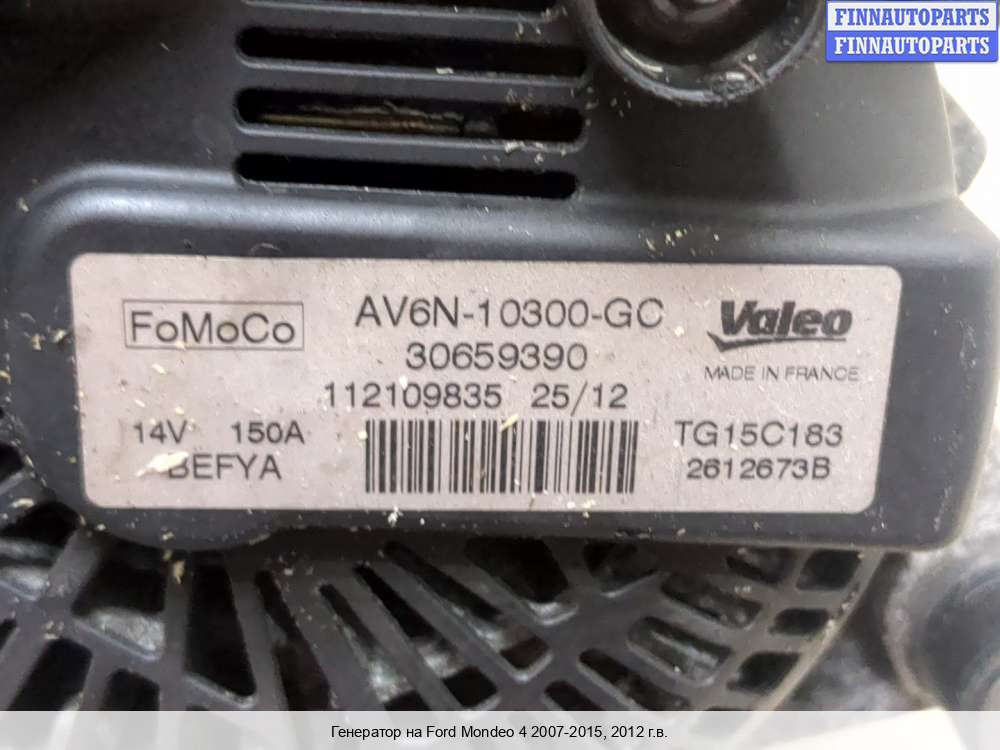 FINNAUTOPARTS
FINNAUTOPARTS
FoMoCo
AV6N-10300-GC
Valeo
30659390
MADE IN FRANCE
112109835 25/12
14V 150A
TG15C183
BEFYA
2612673B
Генератор на Ford Mondeo 4 2007-2015, 2012 г.в.